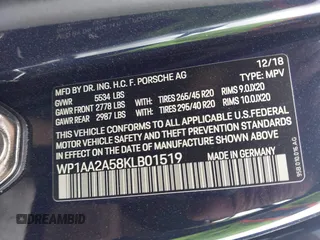 12/18
MFD. BY DR. ING. H.C. F. PORSCHE AG
TYPE: MPV
GVWR 5534 LBS
GAWR FRONT 2778 LBS WITH TIRES 265/45 R20 RIMS 9.0JX20
GAWR REAR 2987 LBS WITH TIRES 295/40 R20 RIMS 10.0JX20
THIS VEHICLE CONFORMS TO ALL APPLICABLE FEDERAL
MOTOR VEHICLE SAFETY, BUMPER, AND THEFT PREVENTION
STANDARDS IN EFFECT ON THE DATE OF MANUFACTURE
SHOWN ABOVE
WP1AA2A58KLB01519
DREAMBID